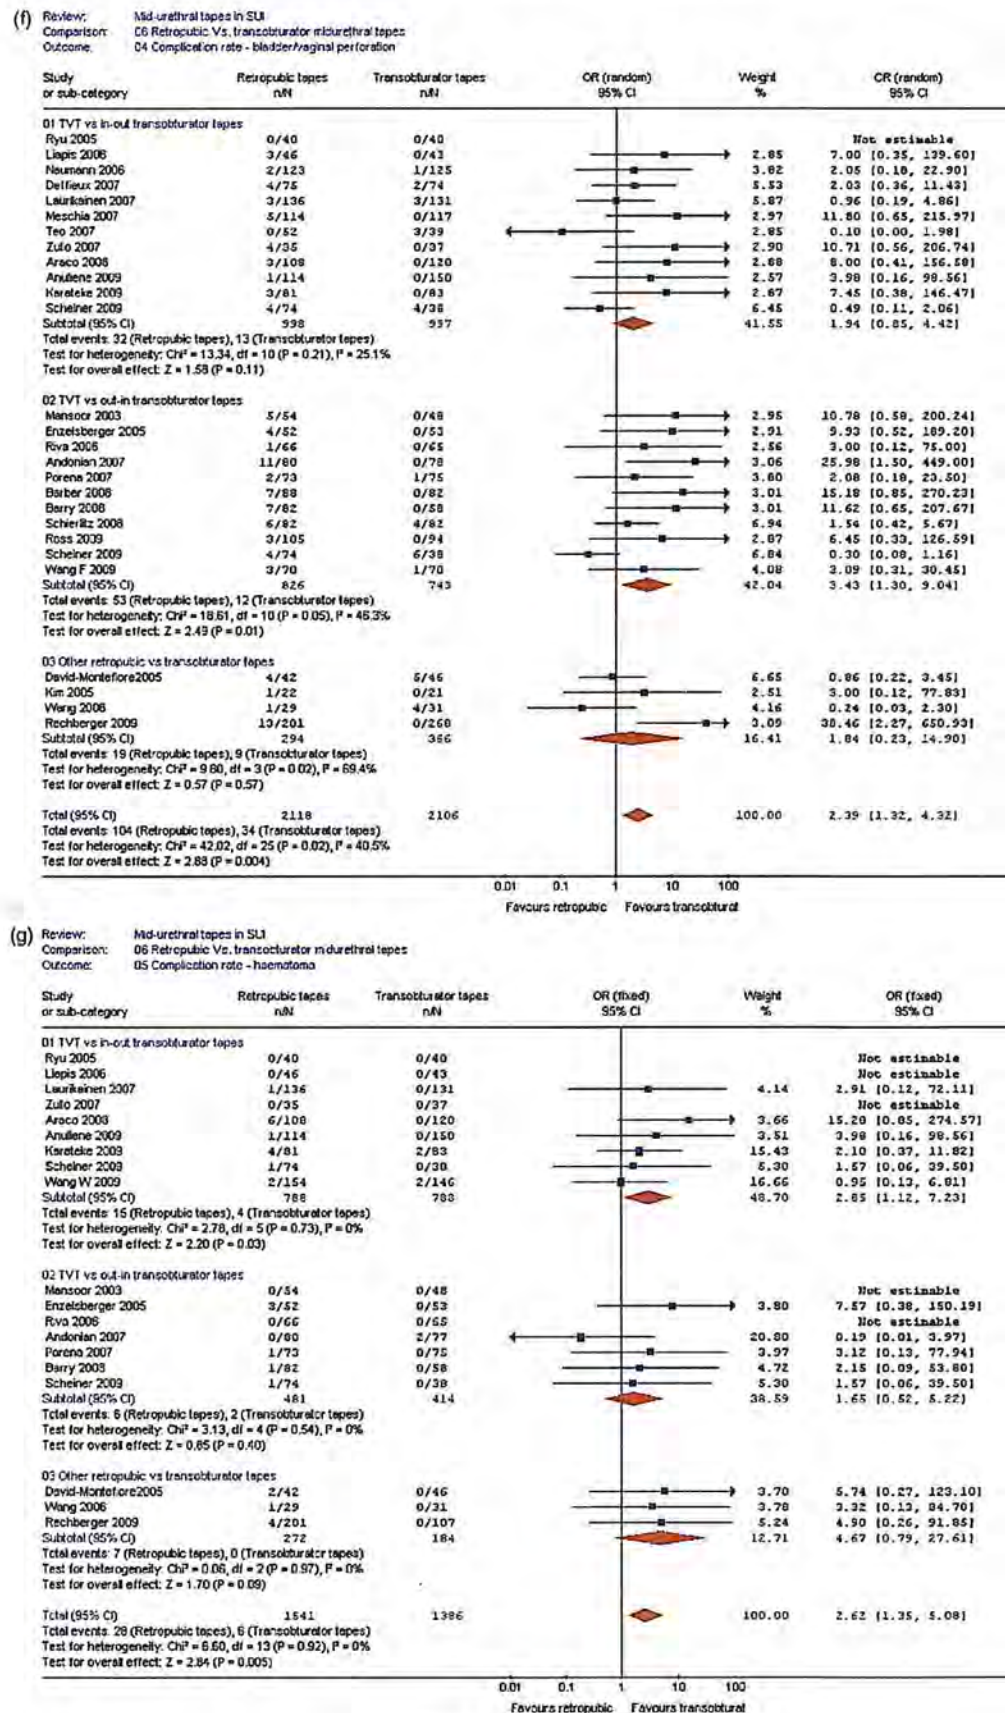 (f) Review: Mid-urethral tapes in SUI
Comparison: 06 Retropubic Vs. transobturator midurethral tapes
Outcome: 04 Complication rate - bladder/vaginal perforation
Study or sub-category Retropubic tapes n/N Transobturator tapes n/N OR (random) 95% CI Weight % OR (random) 95% CI
01 TVT vs in-out transobturator tapes
Ryu 2005 0/40 0/40 Not estimable
Liapis 2006 3/46 0/43 2.85 7.00 [0.35, 139.60]
Neumann 2006 2/123 1/125 3.82 2.05 [0.18, 22.90]
Deffieux 2007 4/75 2/74 5.53 2.03 [0.36, 11.43]
Laurikainen 2007 3/136 3/131 5.87 0.96 [0.19, 4.86]
Meschia 2007 5/114 0/117 2.97 11.80 [0.65, 215.97]
Teo 2007 0/52 3/39 2.85 0.10 [0.00, 1.98]
Zullo 2007 4/35 0/37 2.90 10.71 [0.56, 206.74]
Araco 2008 3/108 0/120 2.88 8.00 [0.41, 156.58]
Anuliene 2009 1/114 0/150 2.57 3.98 [0.16, 98.56]
Karateke 2009 3/81 0/83 2.87 7.45 [0.38, 146.47]
Scheiner 2009 4/74 4/38 6.45 0.49 [0.11, 2.06]
Subtotal (95% CI) 998 957 41.55 1.94 [0.85, 4.42]
Total events: 32 (Retropubic tapes), 13 (Transobturator tapes)
Test for heterogeneity: Chi² = 13.34, df = 10 (P = 0.21), I² = 25.1%
Test for overall effect: Z = 1.58 (P = 0.11)
02 TVT vs out-in transobturator tapes
Mansoor 2003 5/54 0/48 2.95 10.78 [0.58, 200.24]
Enzelsberger 2005 4/52 0/53 2.91 9.93 [0.52, 189.20]
Riva 2006 1/66 0/65 2.56 3.00 [0.12, 75.00]
Andonian 2007 11/80 0/78 3.06 25.98 [1.50, 449.00]
Porena 2007 2/73 1/75 3.80 2.08 [0.18, 23.50]
Barber 2008 7/88 0/82 3.01 15.18 [0.85, 270.23]
Barry 2008 7/82 0/58 3.01 11.62 [0.65, 207.67]
Schierlitz 2008 6/82 4/82 6.94 1.54 [0.42, 5.67]
Ross 2009 3/105 0/94 2.87 6.45 [0.33, 126.59]
Scheiner 2009 4/74 6/38 6.84 0.30 [0.08, 1.16]
Wang F 2009 3/70 1/70 4.08 3.09 [0.31, 30.45]
Subtotal (95% CI) 826 743 42.04 3.43 [1.30, 9.04]
Total events: 53 (Retropubic tapes), 12 (Transobturator tapes)
Test for heterogeneity: Chi² = 18.61, df = 10 (P = 0.05), I² = 46.3%
Test for overall effect: Z = 2.49 (P = 0.01)
03 Other retropubic vs transobturator tapes
David-Montefiore2005 4/42 5/46 6.65 0.86 [0.22, 3.45]
Kim 2005 1/22 0/21 2.51 3.00 [0.12, 77.83]
Wang 2006 1/29 4/31 4.16 0.24 [0.03, 2.30]
Rechberger 2009 13/201 0/268 3.09 38.46 [2.27, 650.93]
Subtotal (95% CI) 294 366 16.41 1.84 [0.23, 14.90]
Total events: 19 (Retropubic tapes), 9 (Transobturator tapes)
Test for heterogeneity: Chi² = 9.80, df = 3 (P = 0.02), I² = 69.4%
Test for overall effect: Z = 0.57 (P = 0.57)
Total (95% CI) 2118 2106 100.00 2.39 [1.32, 4.32]
Total events: 104 (Retropubic tapes), 34 (Transobturator tapes)
Test for heterogeneity: Chi² = 42.02, df = 25 (P = 0.02), I² = 40.5%
Test for overall effect: Z = 2.88 (P = 0.004)
0.01 0.1 1 10 100
Favours retropubic Favours transobturat
(g) Review: Mid-urethral tapes in SUI
Comparison: 06 Retropubic Vs. transobturator midurethral tapes
Outcome: 05 Complication rate - haematoma
Study or sub-category Retropubic tapes n/N Transobturator tapes n/N OR (fixed) 95% CI Weight % OR (fixed) 95% CI
01 TVT vs in-out transobturator tapes
Ryu 2005 0/40 0/40 Not estimable
Liapis 2006 0/46 0/43 Not estimable
Laurikainen 2007 1/136 0/131 4.14 2.91 [0.12, 72.11]
Zullo 2007 0/35 0/37 Not estimable
Araco 2008 6/108 0/120 3.66 15.28 [0.85, 274.57]
Anuliene 2009 1/114 0/150 3.51 3.98 [0.16, 98.56]
Karateke 2009 4/81 2/83 15.43 2.10 [0.37, 11.82]
Scheiner 2009 1/74 0/38 5.30 1.57 [0.06, 39.50]
Wang W 2009 2/154 2/146 16.66 0.95 [0.13, 6.81]
Subtotal (95% CI) 788 788 48.70 2.85 [1.12, 7.23]
Total events: 15 (Retropubic tapes), 4 (Transobturator tapes)
Test for heterogeneity: Chi² = 2.78, df = 5 (P = 0.73), I² = 0%
Test for overall effect: Z = 2.20 (P = 0.03)
02 TVT vs out-in transobturator tapes
Mansoor 2003 0/54 0/48 Not estimable
Enzelsberger 2005 3/52 0/53 3.80 7.57 [0.38, 150.19]
Riva 2006 0/66 0/65 Not estimable
Andonian 2007 0/80 2/77 20.80 0.19 [0.01, 3.97]
Porena 2007 1/73 0/75 3.97 3.12 [0.13, 77.94]
Barry 2008 1/82 0/58 4.72 2.15 [0.09, 53.80]
Scheiner 2009 1/74 0/38 5.30 1.57 [0.06, 39.50]
Subtotal (95% CI) 481 414 38.59 1.65 [0.52, 5.22]
Total events: 6 (Retropubic tapes), 2 (Transobturator tapes)
Test for heterogeneity: Chi² = 3.13, df = 4 (P = 0.54), I² = 0%
Test for overall effect: Z = 0.85 (P = 0.40)
03 Other retropubic vs transobturator tapes
David-Montefiore2005 2/42 0/46 3.70 5.74 [0.27, 123.10]
Wang 2006 1/29 0/31 3.78 3.32 [0.13, 84.70]
Rechberger 2009 4/201 0/107 5.24 4.90 [0.26, 91.85]
Subtotal (95% CI) 272 184 12.71 4.67 [0.79, 27.61]
Total events: 7 (Retropubic tapes), 0 (Transobturator tapes)
Test for heterogeneity: Chi² = 0.06, df = 2 (P = 0.97), I² = 0%
Test for overall effect: Z = 1.70 (P = 0.09)
Total (95% CI) 1541 1386 100.00 2.62 [1.35, 5.08]
Total events: 28 (Retropubic tapes), 6 (Transobturator tapes)
Test for heterogeneity: Chi² = 6.60, df = 13 (P = 0.92), I² = 0%
Test for overall effect: Z = 2.84 (P = 0.005)
0.01 0.1 1 10 100
Favours retropubic Favours transobturat